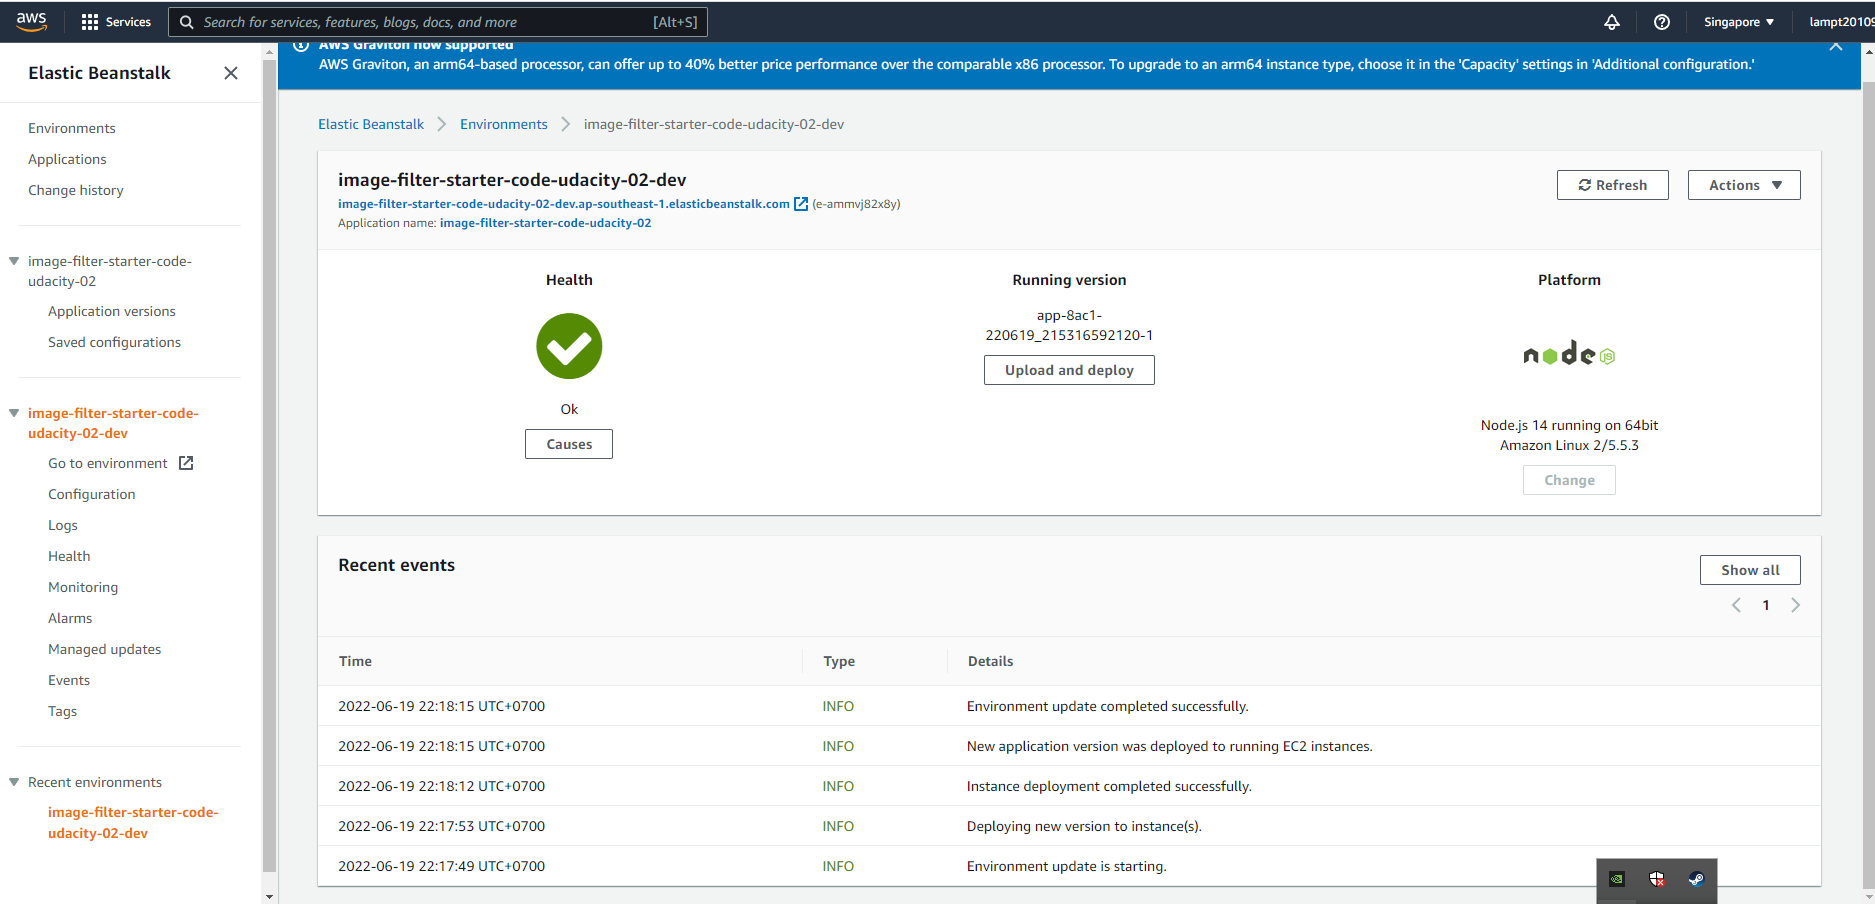 aws
Services
Search for services, features, blogs, docs, and more
[Alt+S]
Singapore
lampt20109
Elastic Beanstalk
Environments
Applications
Change history
image-filter-starter-code-
udacity-02
Application versions
Saved configurations
image-filter-starter-code-
udacity-02-dev
Go to environment
Configuration
Logs
Health
Monitoring
Alarms
Managed updates
Events
Tags
Recent environments
image-filter-starter-code-
udacity-02-dev
AWS Graviton now supported
AWS Graviton, an arm64-based processor, can offer up to 40% better price performance over the comparable x86 processor. To upgrade to an arm64 instance type, choose it in the 'Capacity' settings in 'Additional configuration.'
Elastic Beanstalk
Environments
image-filter-starter-code-udacity-02-dev
image-filter-starter-code-udacity-02-dev
image-filter-starter-code-udacity-02-dev.ap-southeast-1.elasticbeanstalk.com (e-ammvj82x8y)
Application name: image-filter-starter-code-udacity-02
Refresh
Actions
Health
Ok
Causes
Running version
app-8ac1-
220619_215316592120-1
Upload and deploy
Platform
node JS
Node.js 14 running on 64bit
Amazon Linux 2/5.5.3
Change
Recent events
Show all
1
Time Type Details
2022-06-19 22:18:15 UTC+0700 INFO Environment update completed successfully.
2022-06-19 22:18:15 UTC+0700 INFO New application version was deployed to running EC2 instances.
2022-06-19 22:18:12 UTC+0700 INFO Instance deployment completed successfully.
2022-06-19 22:17:53 UTC+0700 INFO Deploying new version to instance(s).
2022-06-19 22:17:49 UTC+0700 INFO Environment update is starting.